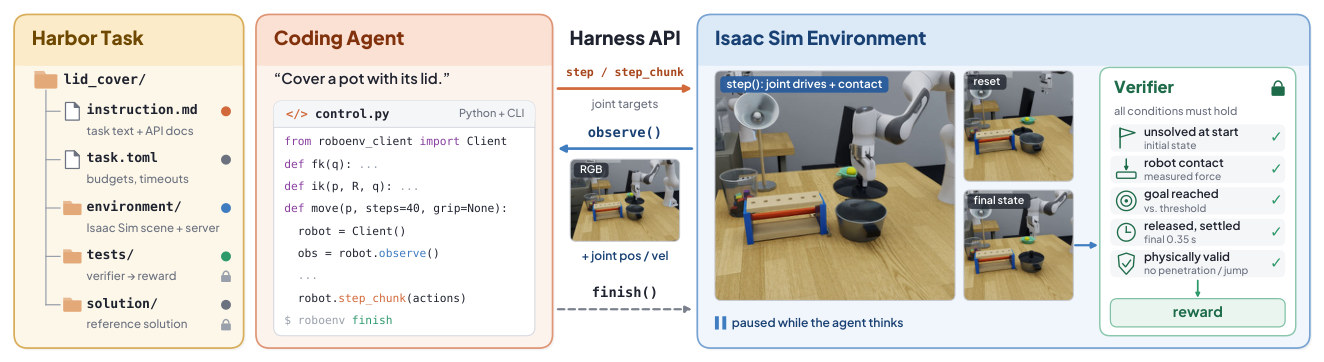 Harbor Task
lid_cover/
instruction.md
task text + API docs
task.toml
budgets, timeouts
environment/
Isaac Sim scene + server
tests/
verifier → reward
solution/
reference solution
Coding Agent
“Cover a pot with its lid.”
</> control.py Python + CLI
from roboenv_client import Client
def fk(q): ...
def ik(p, R, q): ...
def move(p, steps=40, grip=None):
robot = Client()
obs = robot.observe()
...
robot.step_chunk(actions)
$ roboenv finish
Harness API
step / step_chunk
joint targets
observe()
RGB
+ joint pos / vel
finish()
Isaac Sim Environment
step(): joint drives + contact
reset
final state
paused while the agent thinks
Verifier
all conditions must hold
unsolved at start
initial state
robot contact
measured force
goal reached
vs. threshold
released, settled
final 0.35 s
physically valid
no penetration / jump
reward